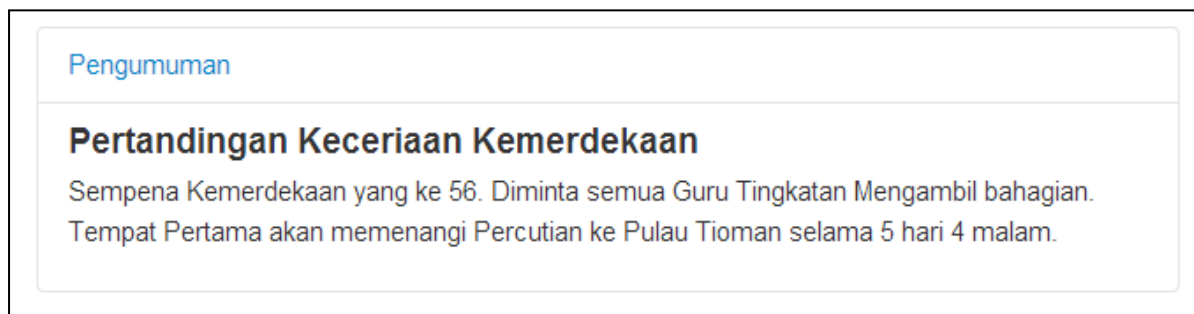 Pengumuman
Pertandingan Keceriaan Kemerdekaan
Sempena Kemerdekaan yang ke 56. Diminta semua Guru Tingkatan Mengambil bahagian.
Tempat Pertama akan memenangi Percutian ke Pulau Tioman selama 5 hari 4 malam.